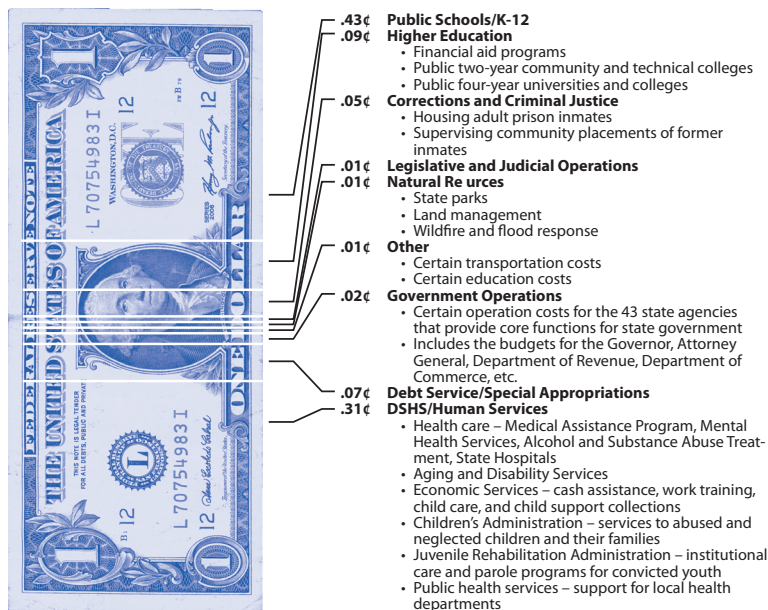 .43¢ Public Schools/K-12
.09¢ Higher Education
• Financial aid programs
• Public two-year community and technical colleges
• Public four-year universities and colleges
.05¢ Corrections and Criminal Justice
• Housing adult prison inmates
• Supervising community placements of former
inmates
.01¢ Legislative and Judicial Operations
.01¢ Natural Re urces
• State parks
• Land management
• Wildfire and flood response
.01¢ Other
• Certain transportation costs
• Certain education costs
.02¢ Government Operations
• Certain operation costs for the 43 state agencies
that provide core functions for state government
• Includes the budgets for the Governor, Attorney
General, Department of Revenue, Department of
Commerce, etc.
.07¢ Debt Service/Special Appropriations
.31¢ DSHS/Human Services
• Health care – Medical Assistance Program, Mental
Health Services, Alcohol and Substance Abuse Treat-
ment, State Hospitals
• Aging and Disability Services
• Economic Services – cash assistance, work training,
child care, and child support collections
• Children's Administration – services to abused and
neglected children and their families
• Juvenile Rehabilitation Administration – institutional
care and parole programs for convicted youth
• Public health services – support for local health
departments
FEDERAL RESERVE NOTE
THE UNITED STATES OF AMERICA
THIS NOTE IS LEGAL TENDER
FOR ALL DEBTS, PUBLIC AND PRIVATE
L 70754983 I
WASHINGTON, D.C.
12
12
SERIES
2006
L
B1 12
L 70754983 I
12
ONE DOLLAR
1
1
1
1